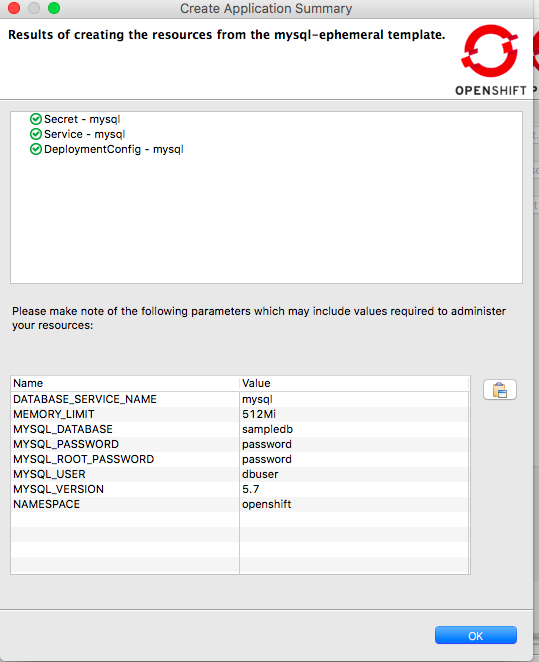 Create Application Summary
Results of creating the resources from the mysql-ephemeral template.
OPENSHIFT
Secret - mysql
Service - mysql
DeploymentConfig - mysql
Please make note of the following parameters which may include values required to administer
your resources:
Name Value
DATABASE_SERVICE_NAME mysql
MEMORY_LIMIT 512Mi
MYSQL_DATABASE sampledb
MYSQL_PASSWORD password
MYSQL_ROOT_PASSWORD password
MYSQL_USER dbuser
MYSQL_VERSION 5.7
NAMESPACE openshift
OK